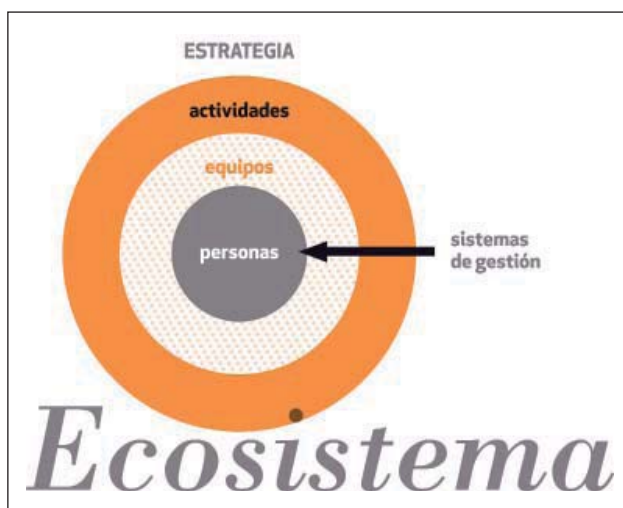 ESTRATEGIA
actividades
equipos
personas
sistemas
de gestión
Ecosistema